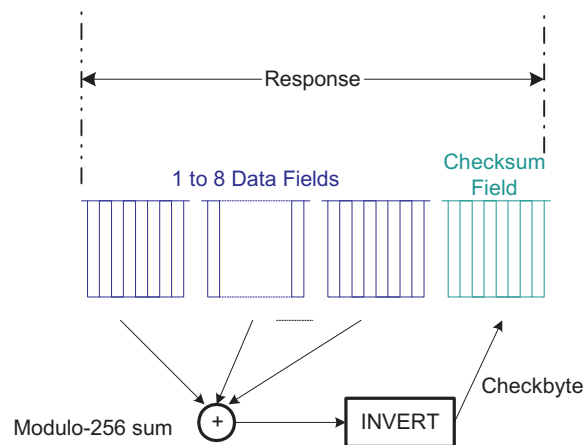 Response
1 to 8 Data Fields
Checksum
Field
Checkbyte
Modulo-256 sum
+
INVERT